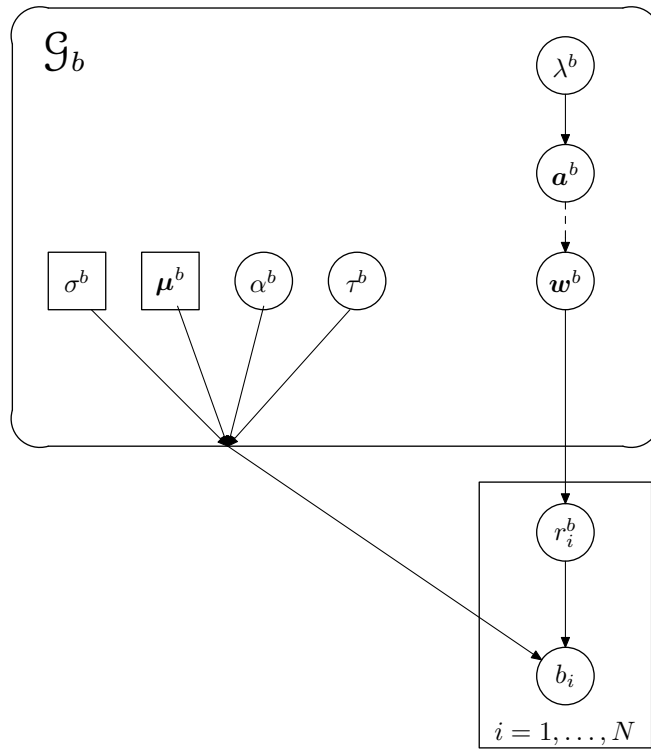 𝒢_b
λ^b
𝒂^b
σ^b
𝝁^b
α^b
τ^b
𝒘^b
r_i^b
b_i
i = 1, . . . , N